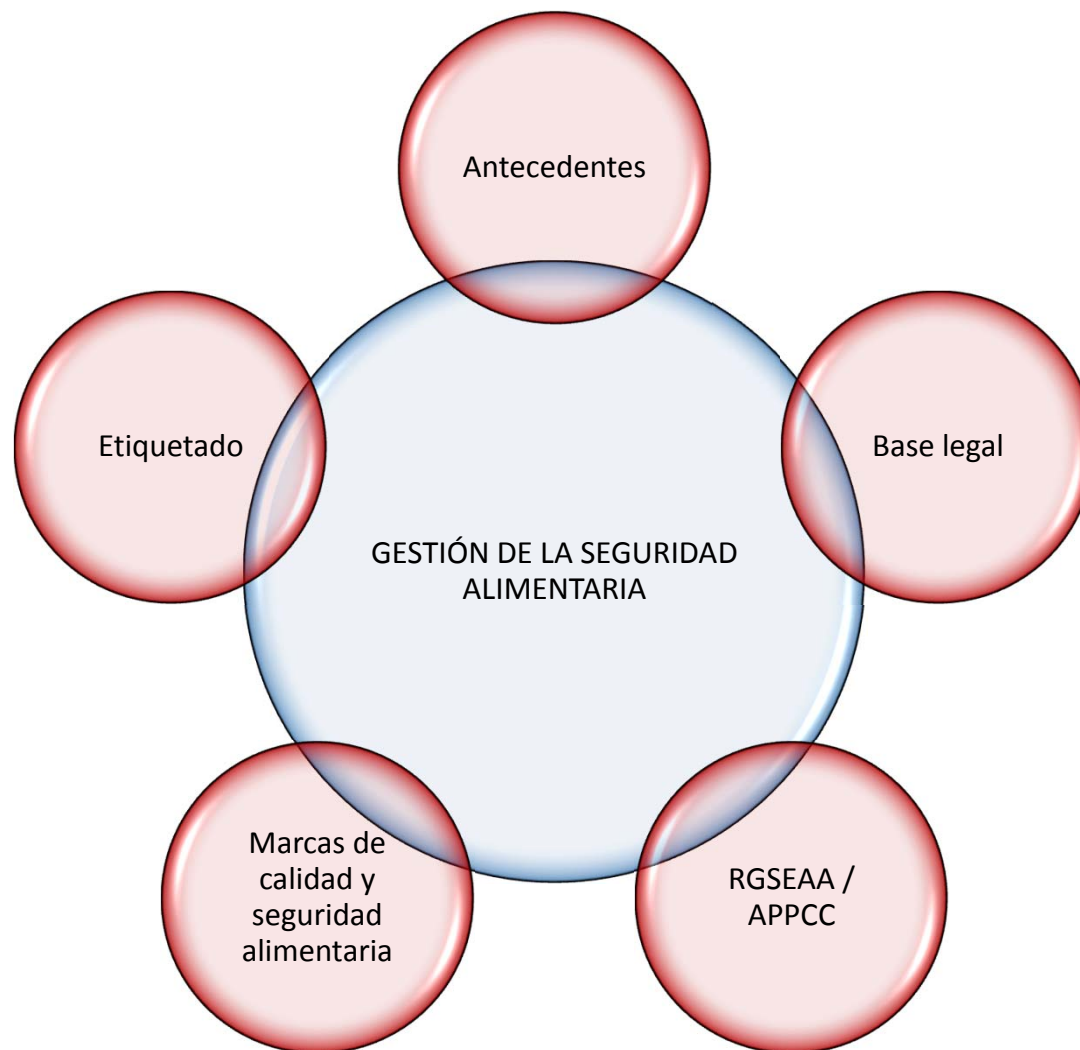 Antecedentes
Etiquetado
Base legal
GESTIÓN DE LA SEGURIDAD
ALIMENTARIA
Marcas de
calidad y
seguridad
alimentaria
RGSEAA /
APPCC